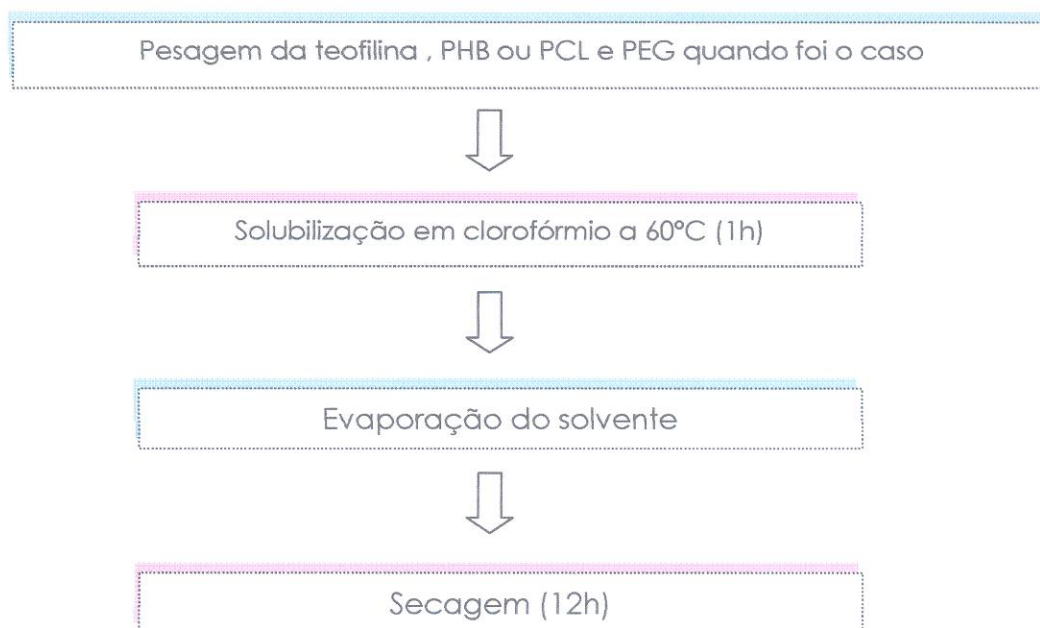 Pesagem da teofilina , PHB ou PCL e PEG quando foi o caso
Solubilização em clorofórmio a 60°C (1h)
Evaporação do solvente
Secagem (12h)